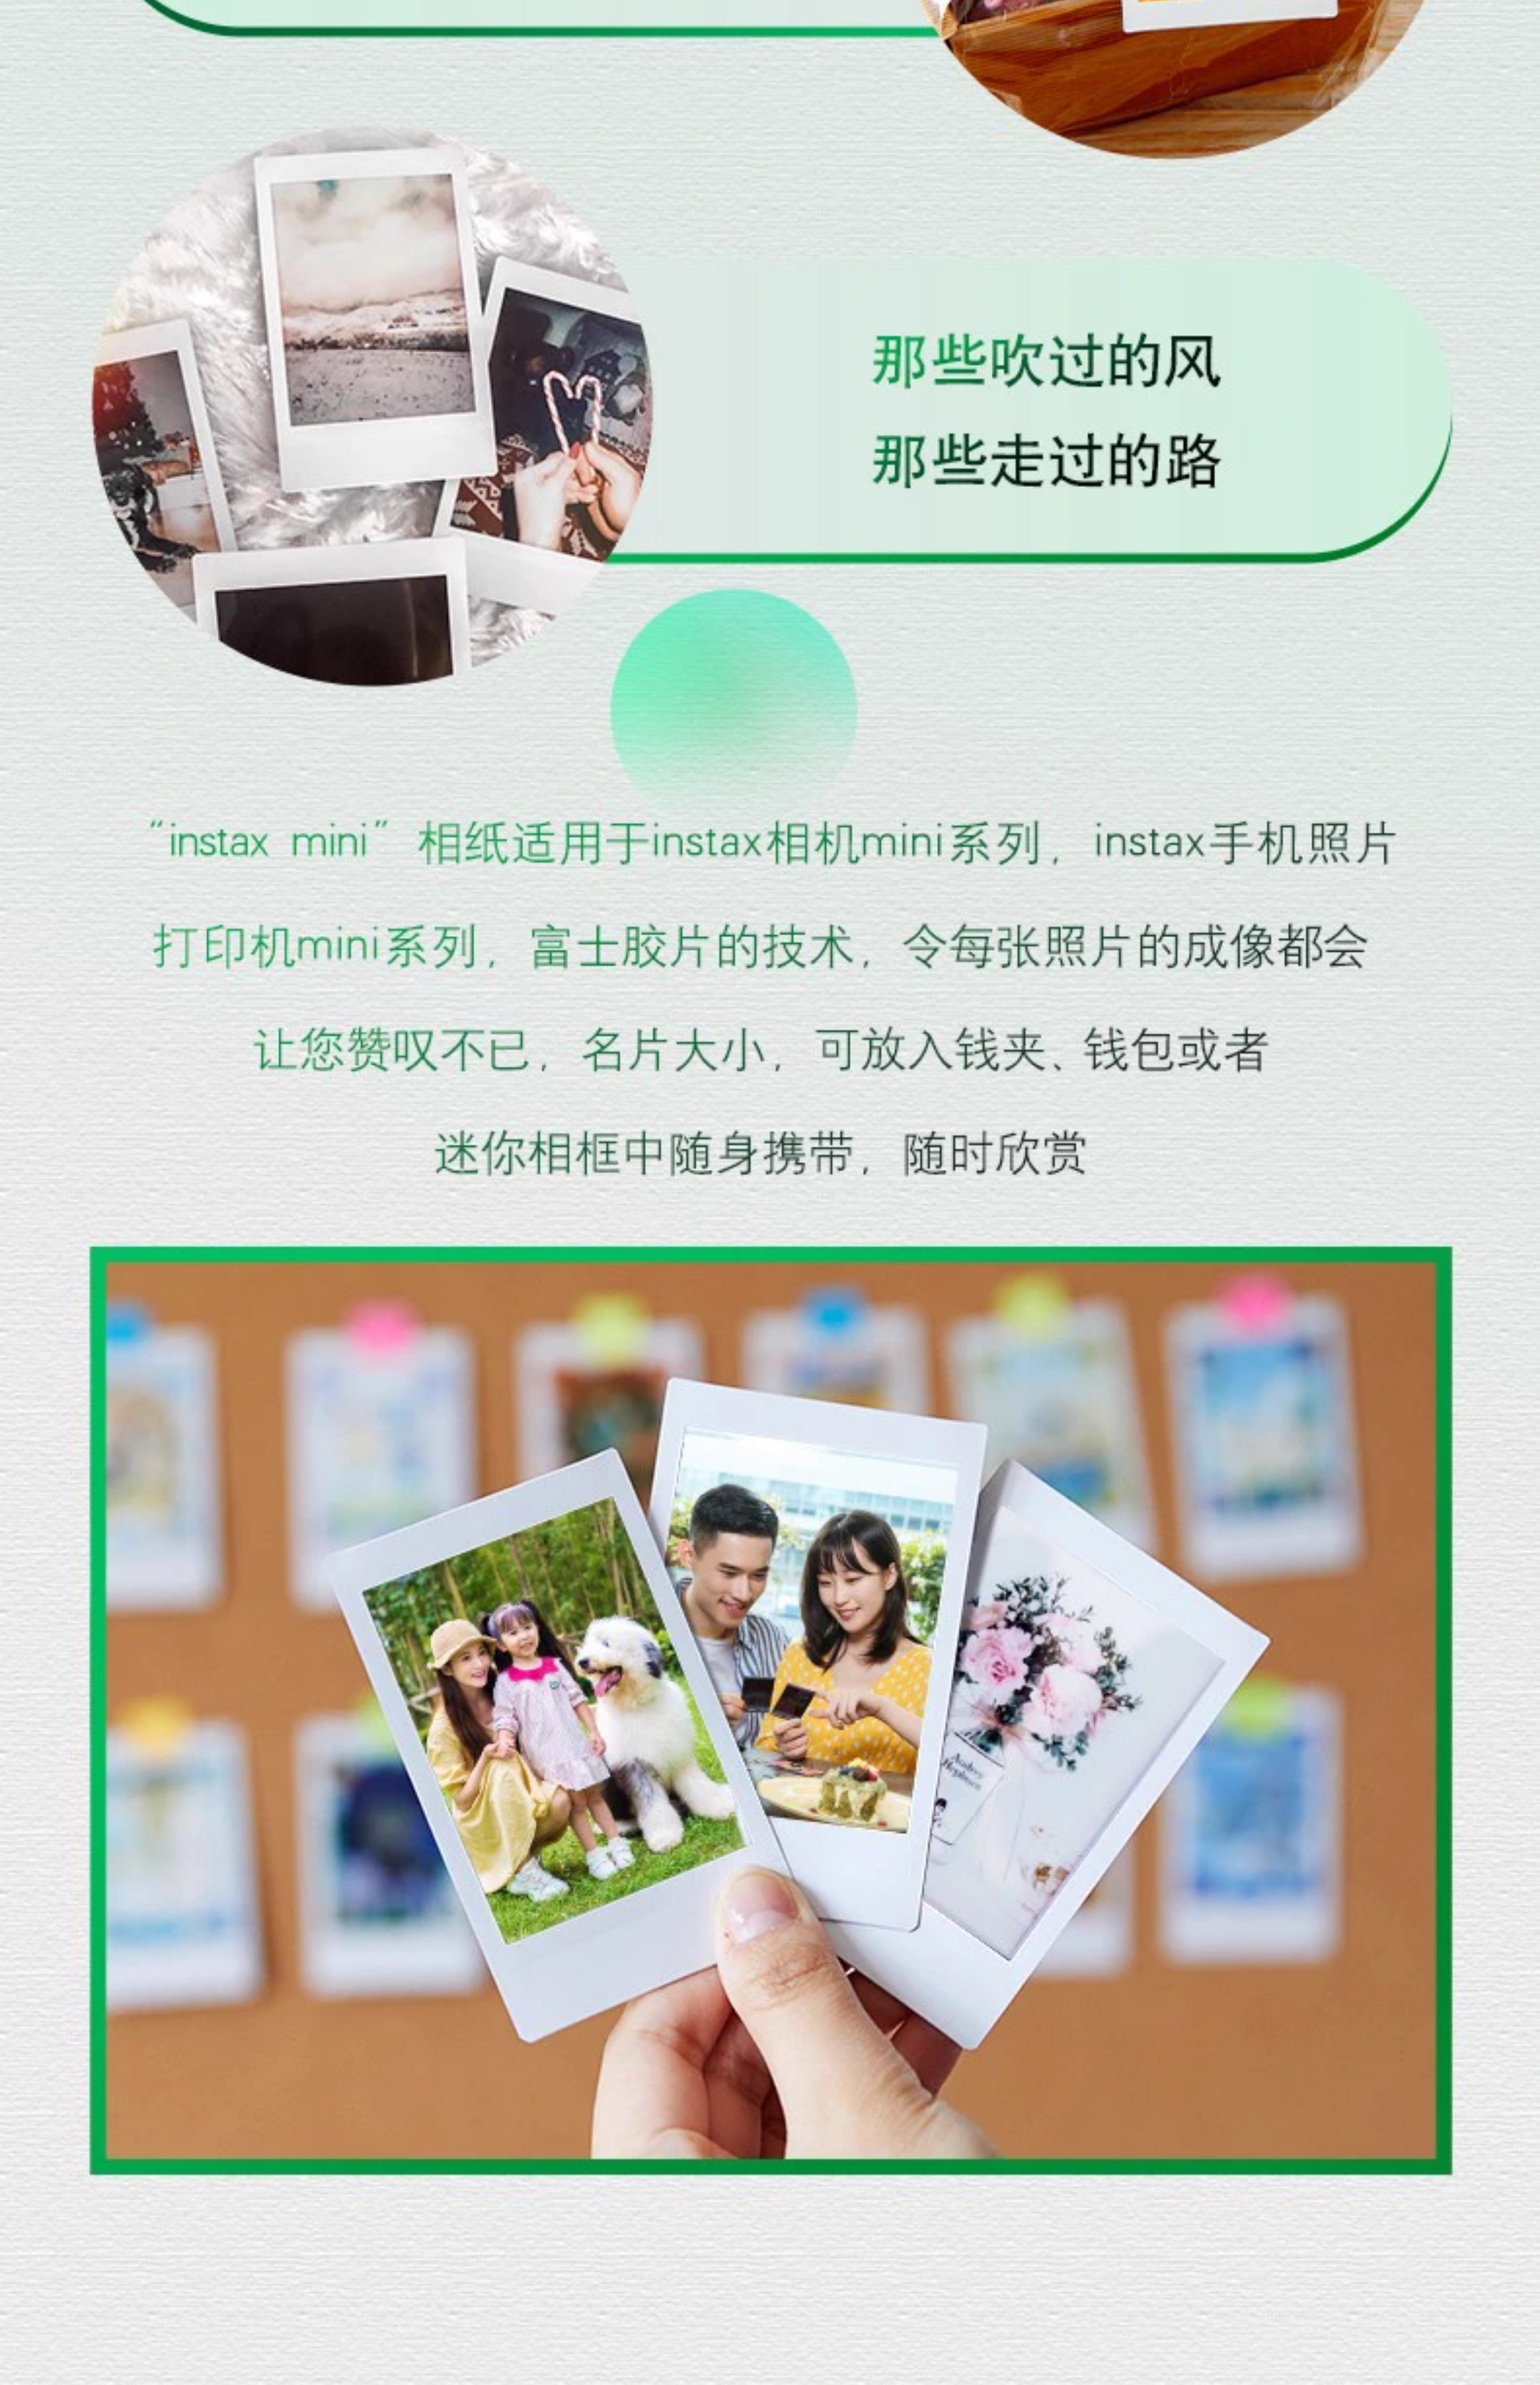 那些吹过的风
那些走过的路
“instax mini”相纸适用于instax相机mini系列，instax手机照片
打印机mini系列，富士胶片的技术，令每张照片的成像都会
让您赞叹不已，名片大小，可放入钱夹、钱包或者
迷你相框中随身携带，随时欣赏
Audrey
Hepburn